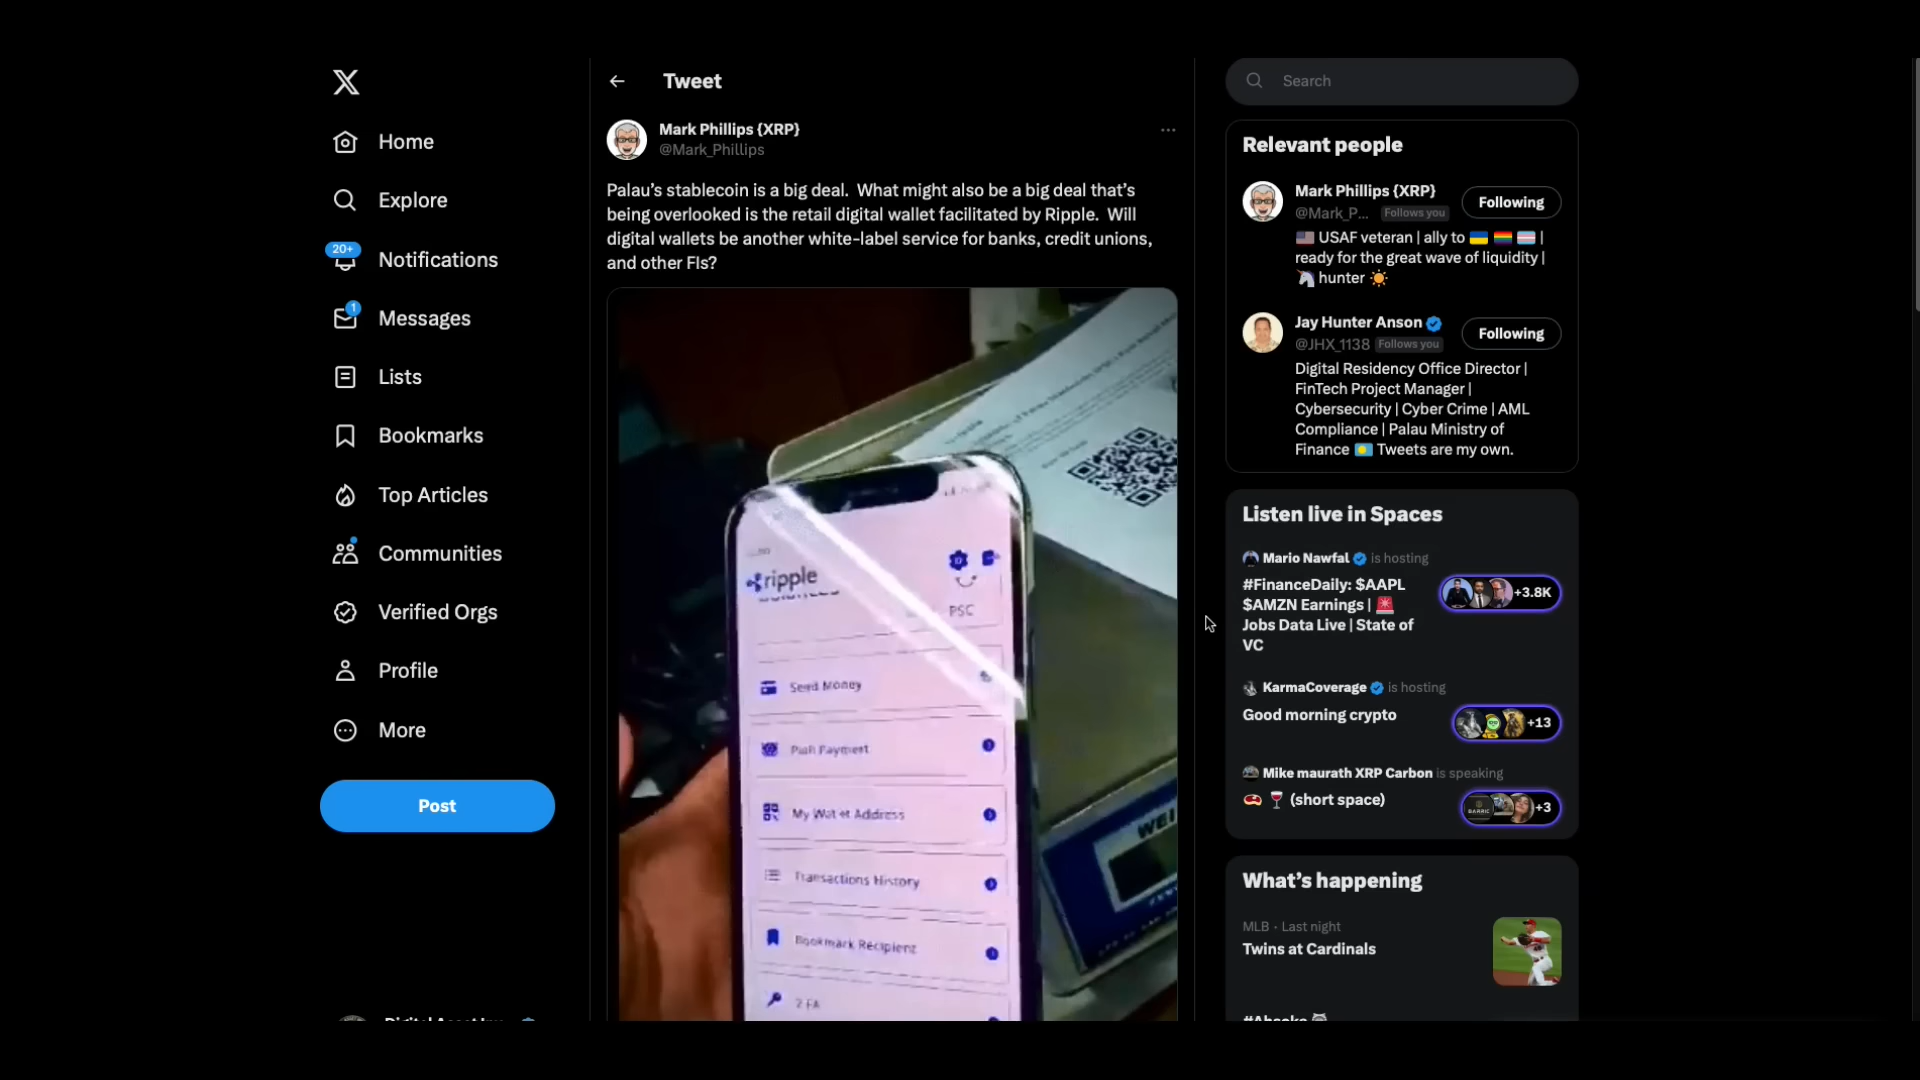 Home
Explore
20+
Notifications
1
Messages
Lists
Bookmarks
Top Articles
Communities
Verified Orgs
Profile
More
Post
Tweet
Mark Phillips {XRP}
@Mark_Phillips
Palau’s stablecoin is a big deal. What might also be a big deal that’s
being overlooked is the retail digital wallet facilitated by Ripple. Will
digital wallets be another white-label service for banks, credit unions,
and other FIs?
ripple
PSC
Send Money
Push Payment
My Wallet Address
Transactions History
Bookmark Recipient
2 FA
Search
Relevant people
Mark Phillips {XRP}
@Mark_P... Follows you
Following
USAF veteran | ally to |
ready for the great wave of liquidity |
hunter
Jay Hunter Anson
@JHX_1138 Follows you
Following
Digital Residency Office Director |
FinTech Project Manager |
Cybersecurity | Cyber Crime | AML
Compliance | Palau Ministry of
Finance Tweets are my own.
Listen live in Spaces
Mario Nawfal is hosting
#FinanceDaily: $AAPL
$AMZN Earnings |
Jobs Data Live | State of
VC
+3.8K
KarmaCoverage is hosting
Good morning crypto
+13
Mike maurath XRP Carbon is speaking
(short space)
+3
What’s happening
MLB · Last night
Twins at Cardinals